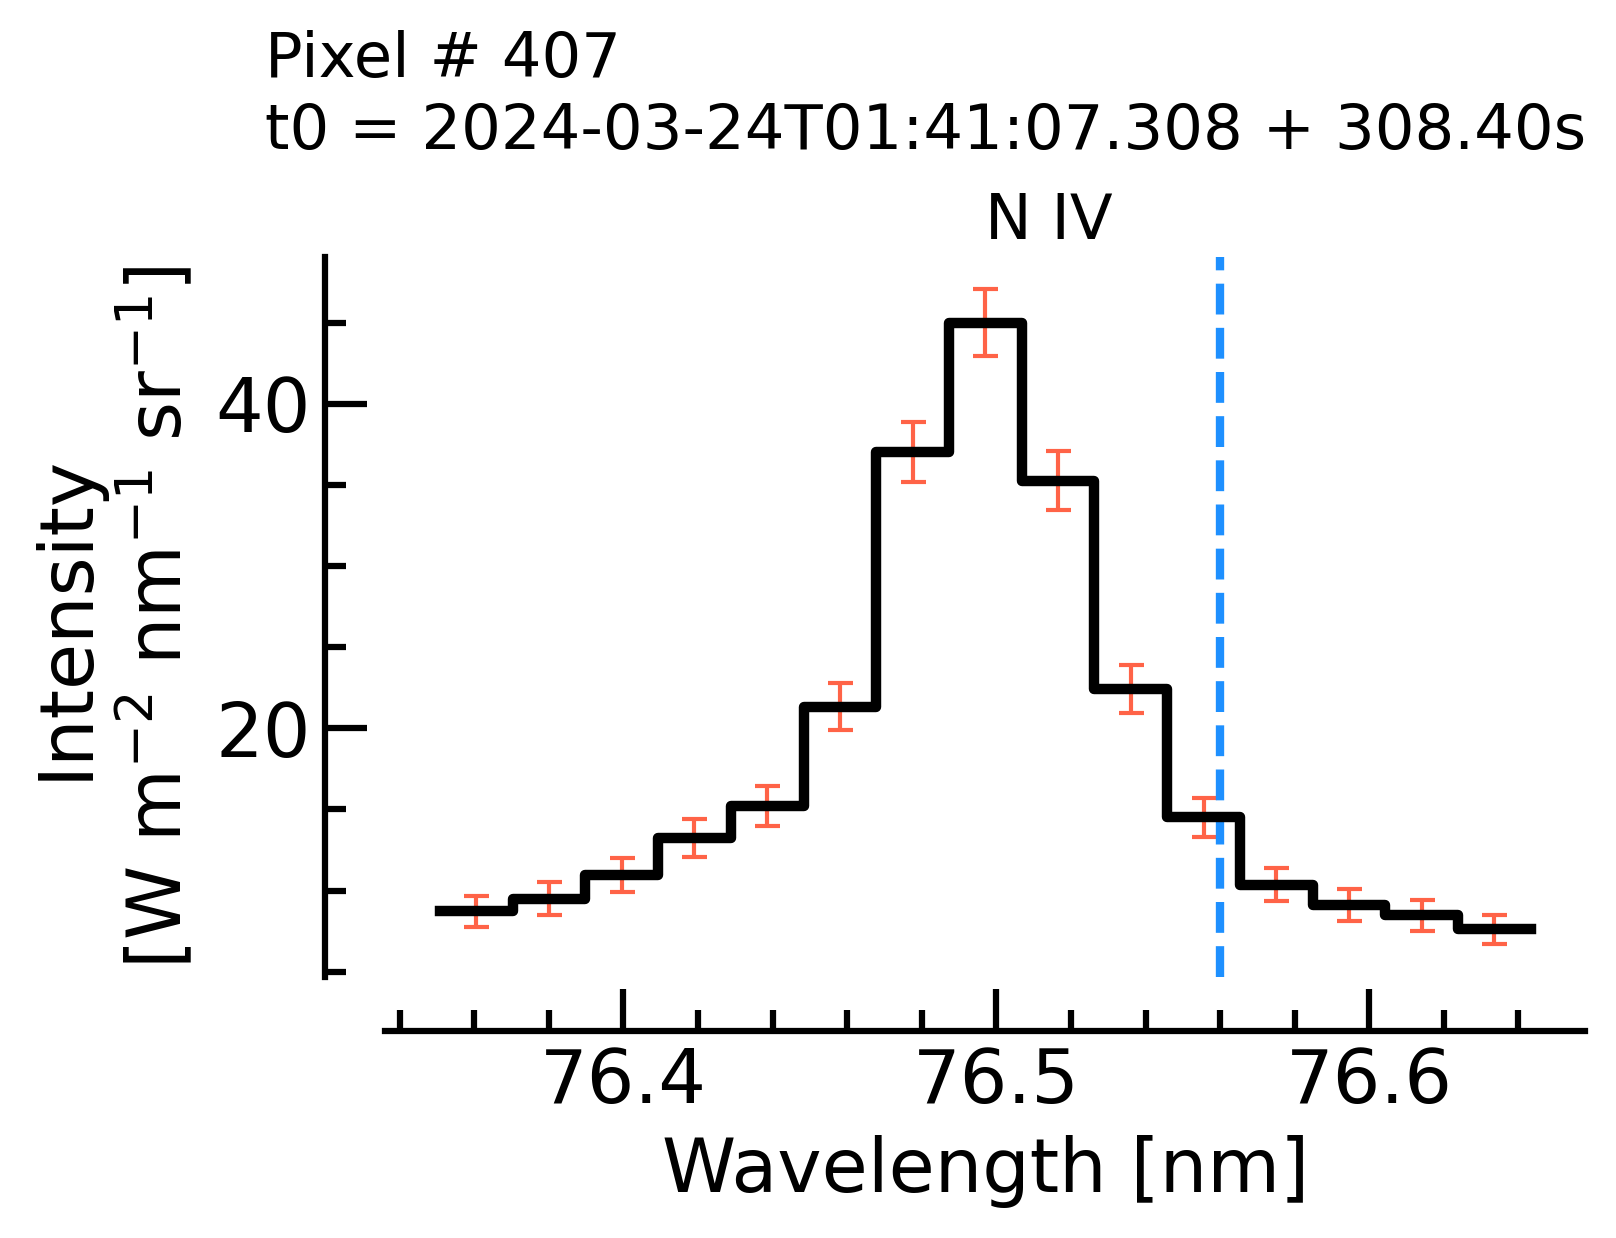 Pixel # 407
t0 = 2024-03-24T01:41:07.308 + 308.40s
N IV
Intensity
[W m⁻² nm⁻¹ sr⁻¹]
40
20
76.4 76.5 76.6
Wavelength [nm]